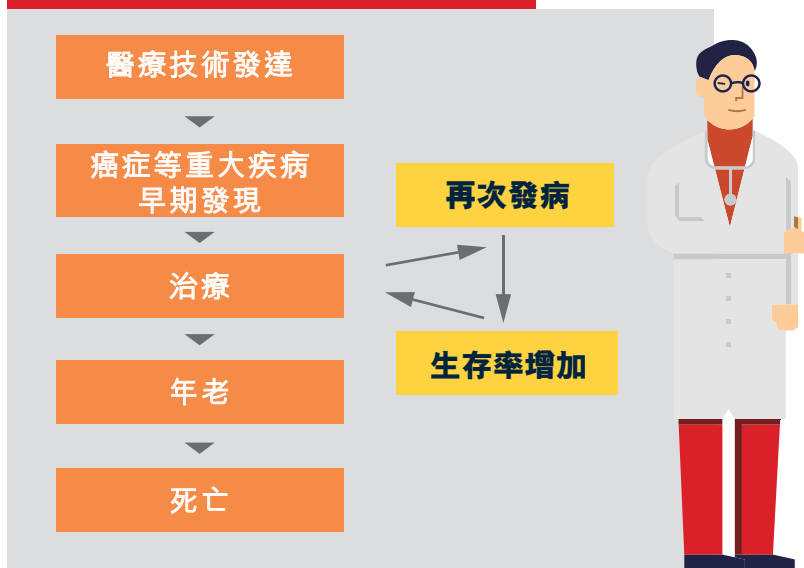 醫療技術發達
癌症等重大疾病
早期發現
治療
年老
死亡
再次發病
生存率增加